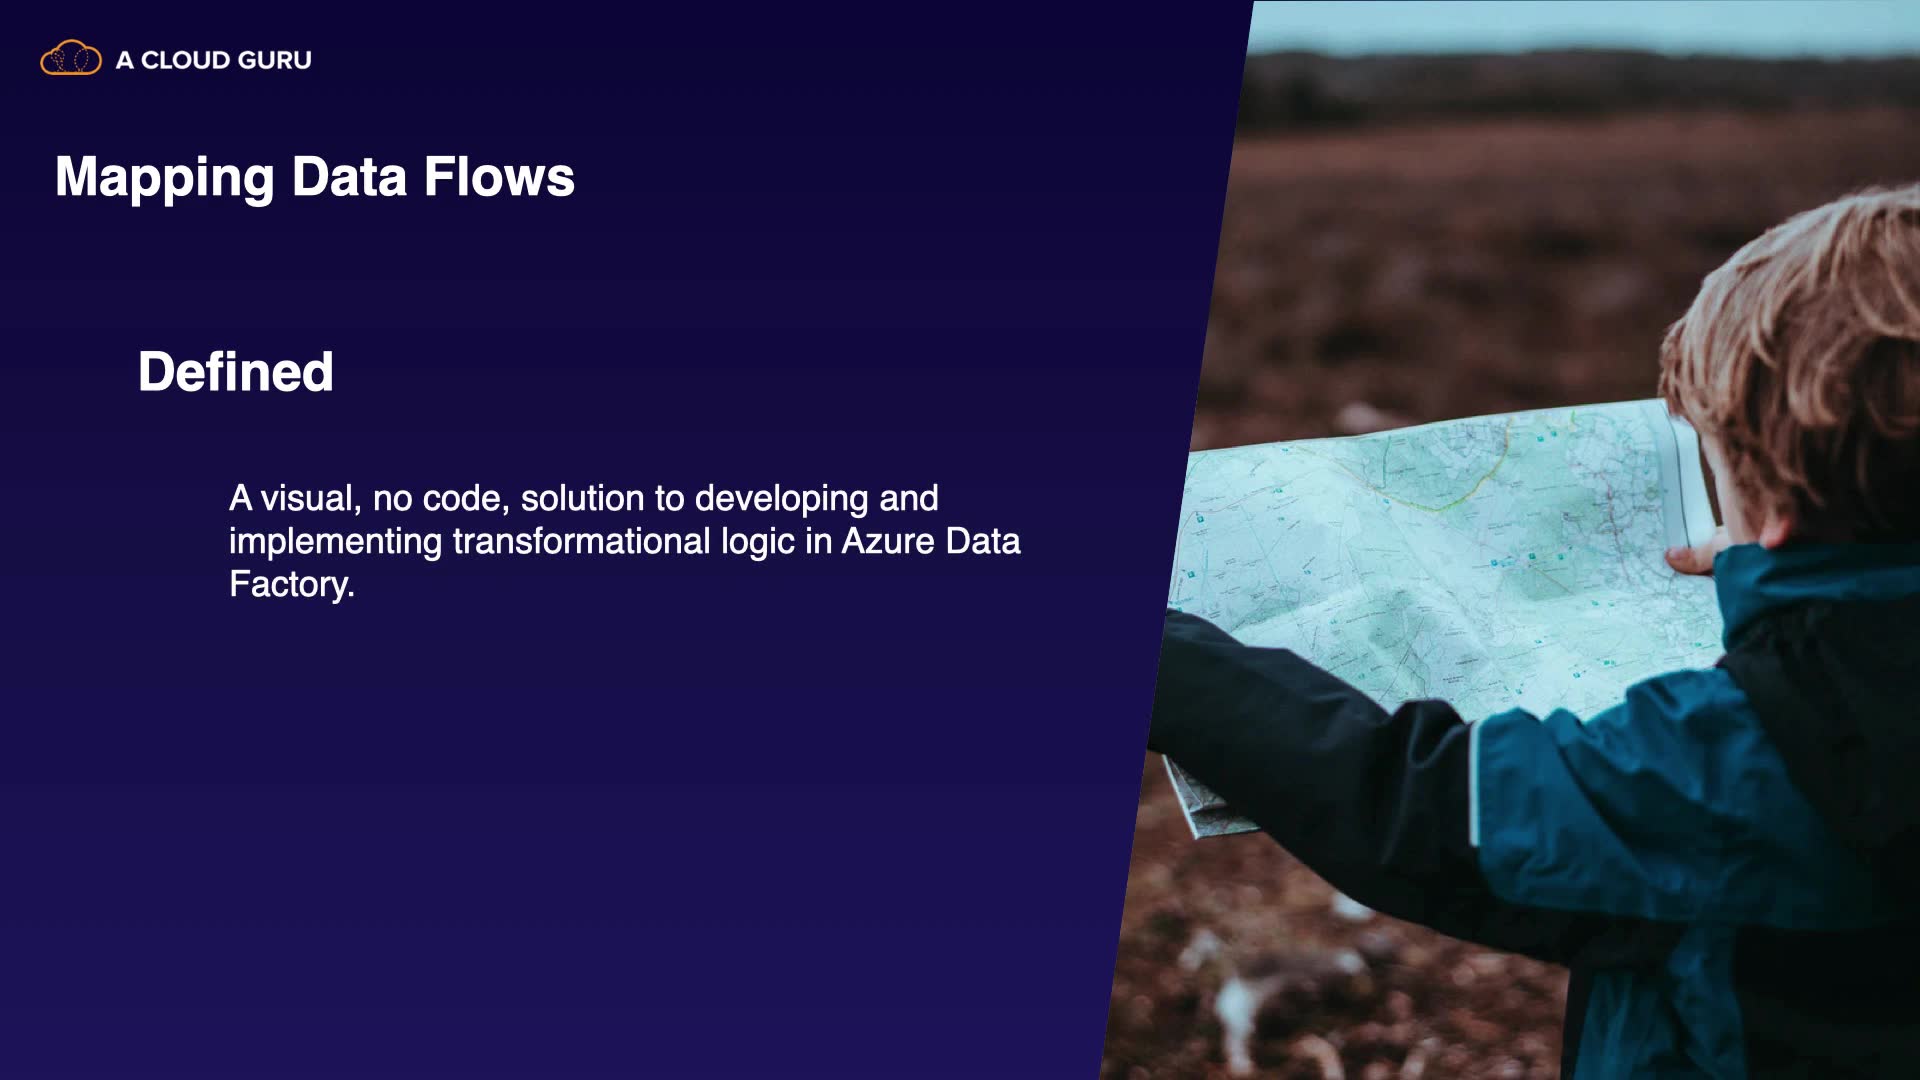 A CLOUD GURU
Mapping Data Flows
Defined
A visual, no code, solution to developing and
implementing transformational logic in Azure Data
Factory.